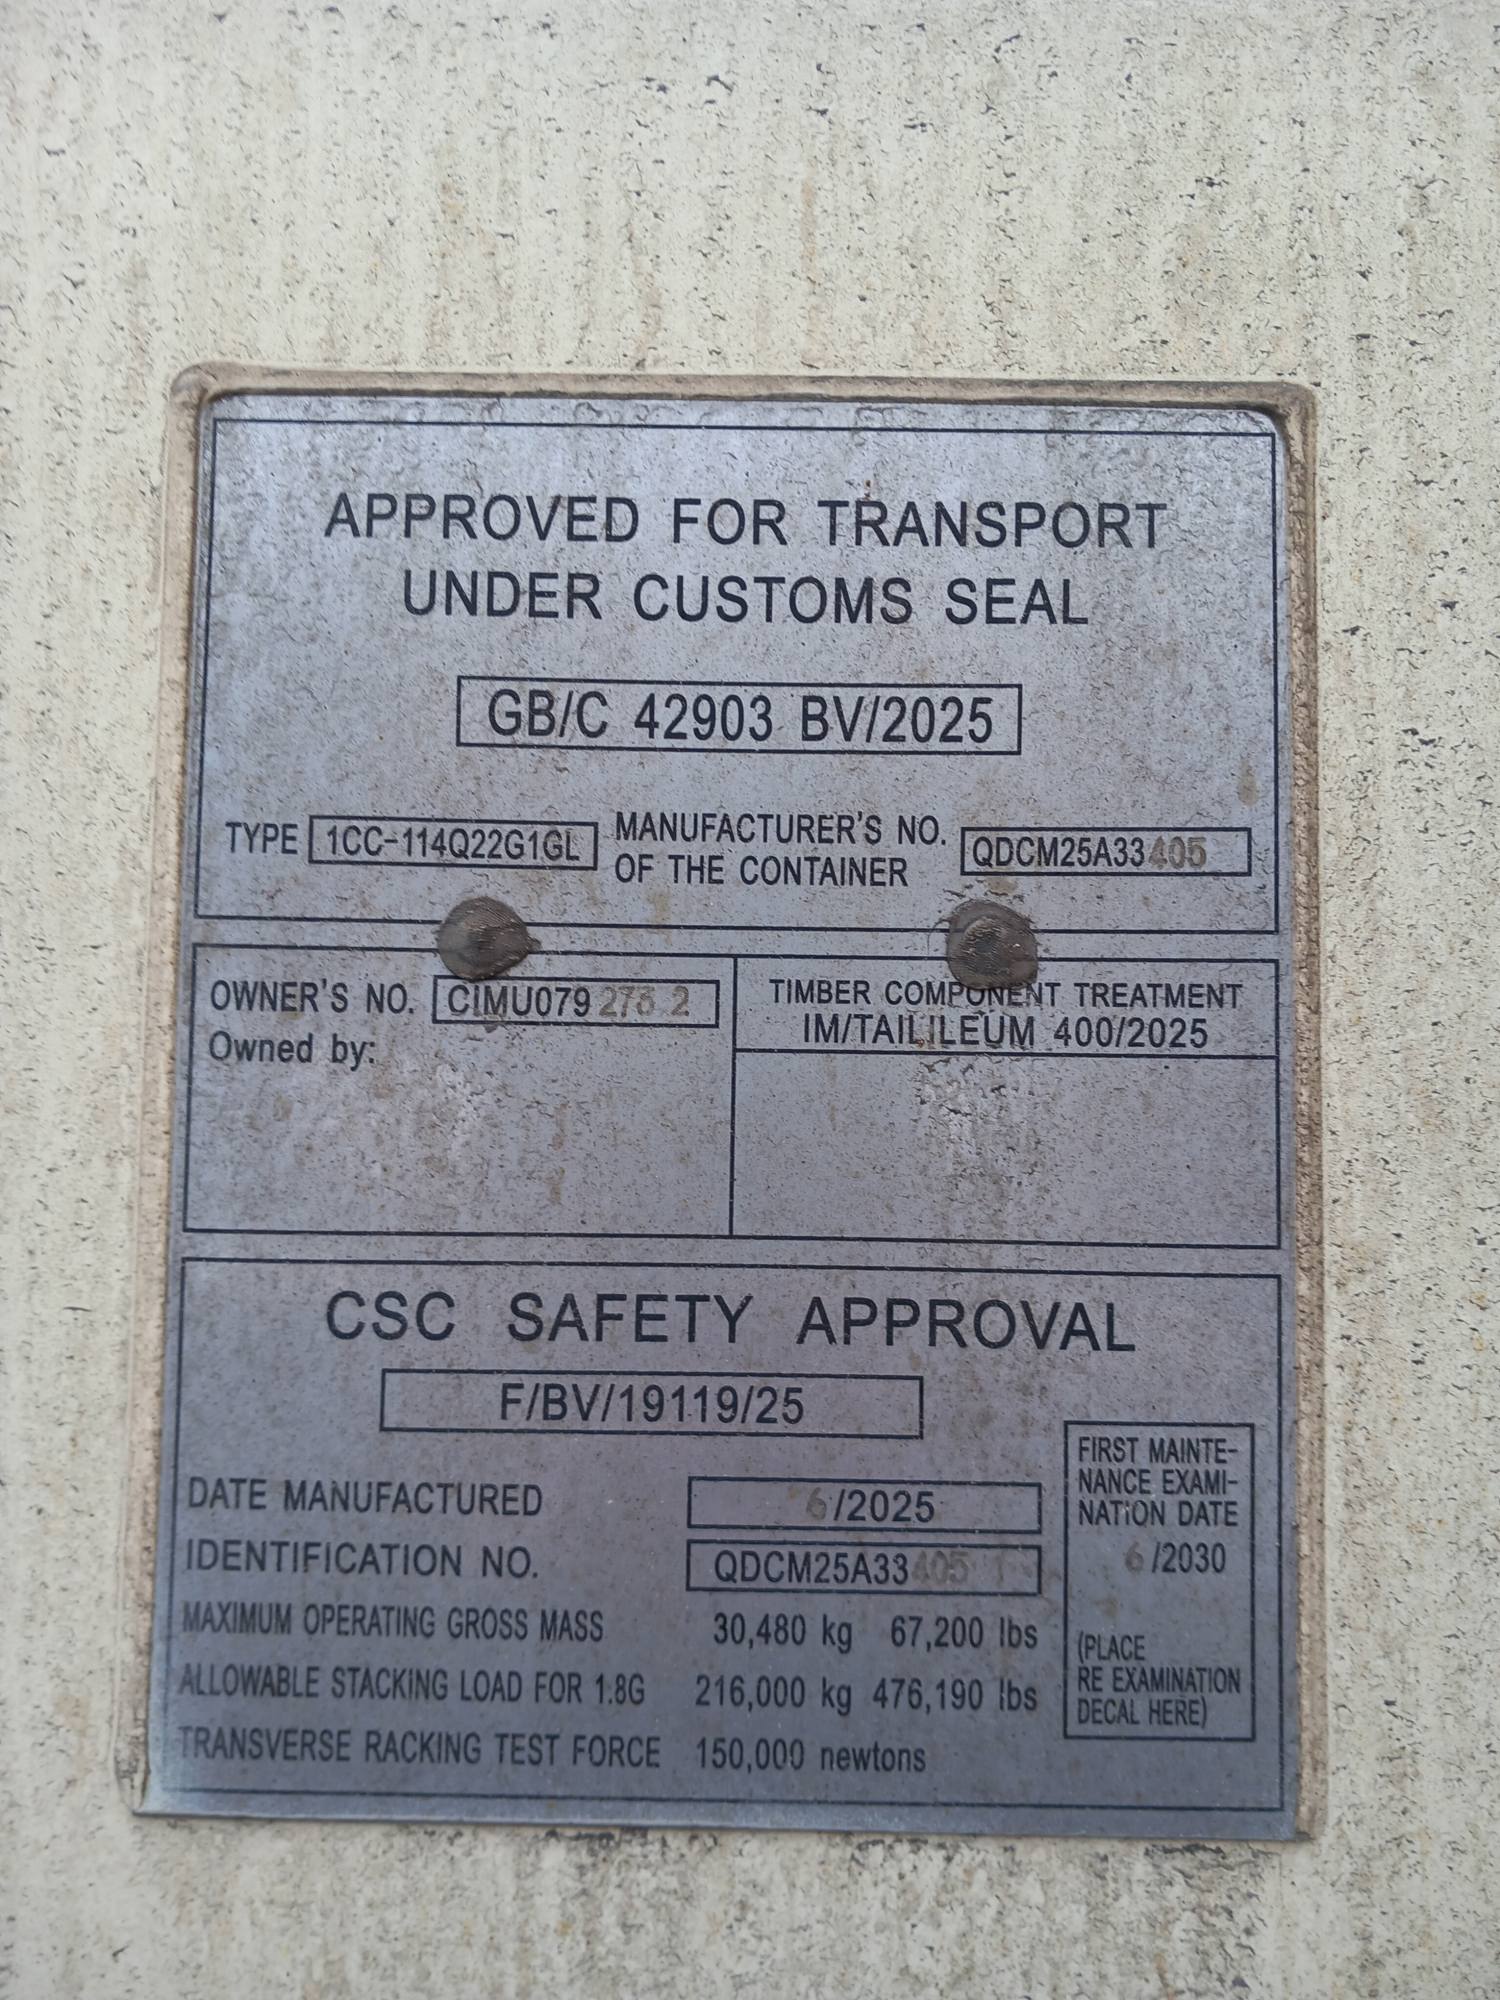 APPROVED FOR TRANSPORT
UNDER CUSTOMS SEAL
GB/C 42903 BV/2025
TYPE 1CC-114Q22G1GL MANUFACTURER'S NO. OF THE CONTAINER QDCM25A33405
OWNER'S NO. CIMU079 273 2
Owned by:
TIMBER COMPONENT TREATMENT
IM/TAILILEUM 400/2025
CSC SAFETY APPROVAL
F/BV/19119/25
DATE MANUFACTURED 6/2025
IDENTIFICATION NO. QDCM25A33405
MAXIMUM OPERATING GROSS MASS 30,480 kg 67,200 lbs
ALLOWABLE STACKING LOAD FOR 1.8G 216,000 kg 476,190 lbs
TRANSVERSE RACKING TEST FORCE 150,000 newtons
FIRST MAINTE-
NANCE EXAMI-
NATION DATE
6/2030
(PLACE
RE EXAMINATION
DECAL HERE)